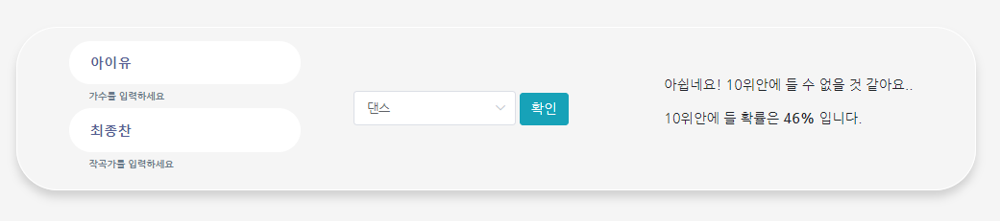 아이유
가수를 입력하세요
최종찬
작곡가를 입력하세요
댄스
확인
아쉽네요! 10위안에 들 수 없을 것 같아요..
10위안에 들 확률은 46% 입니다.